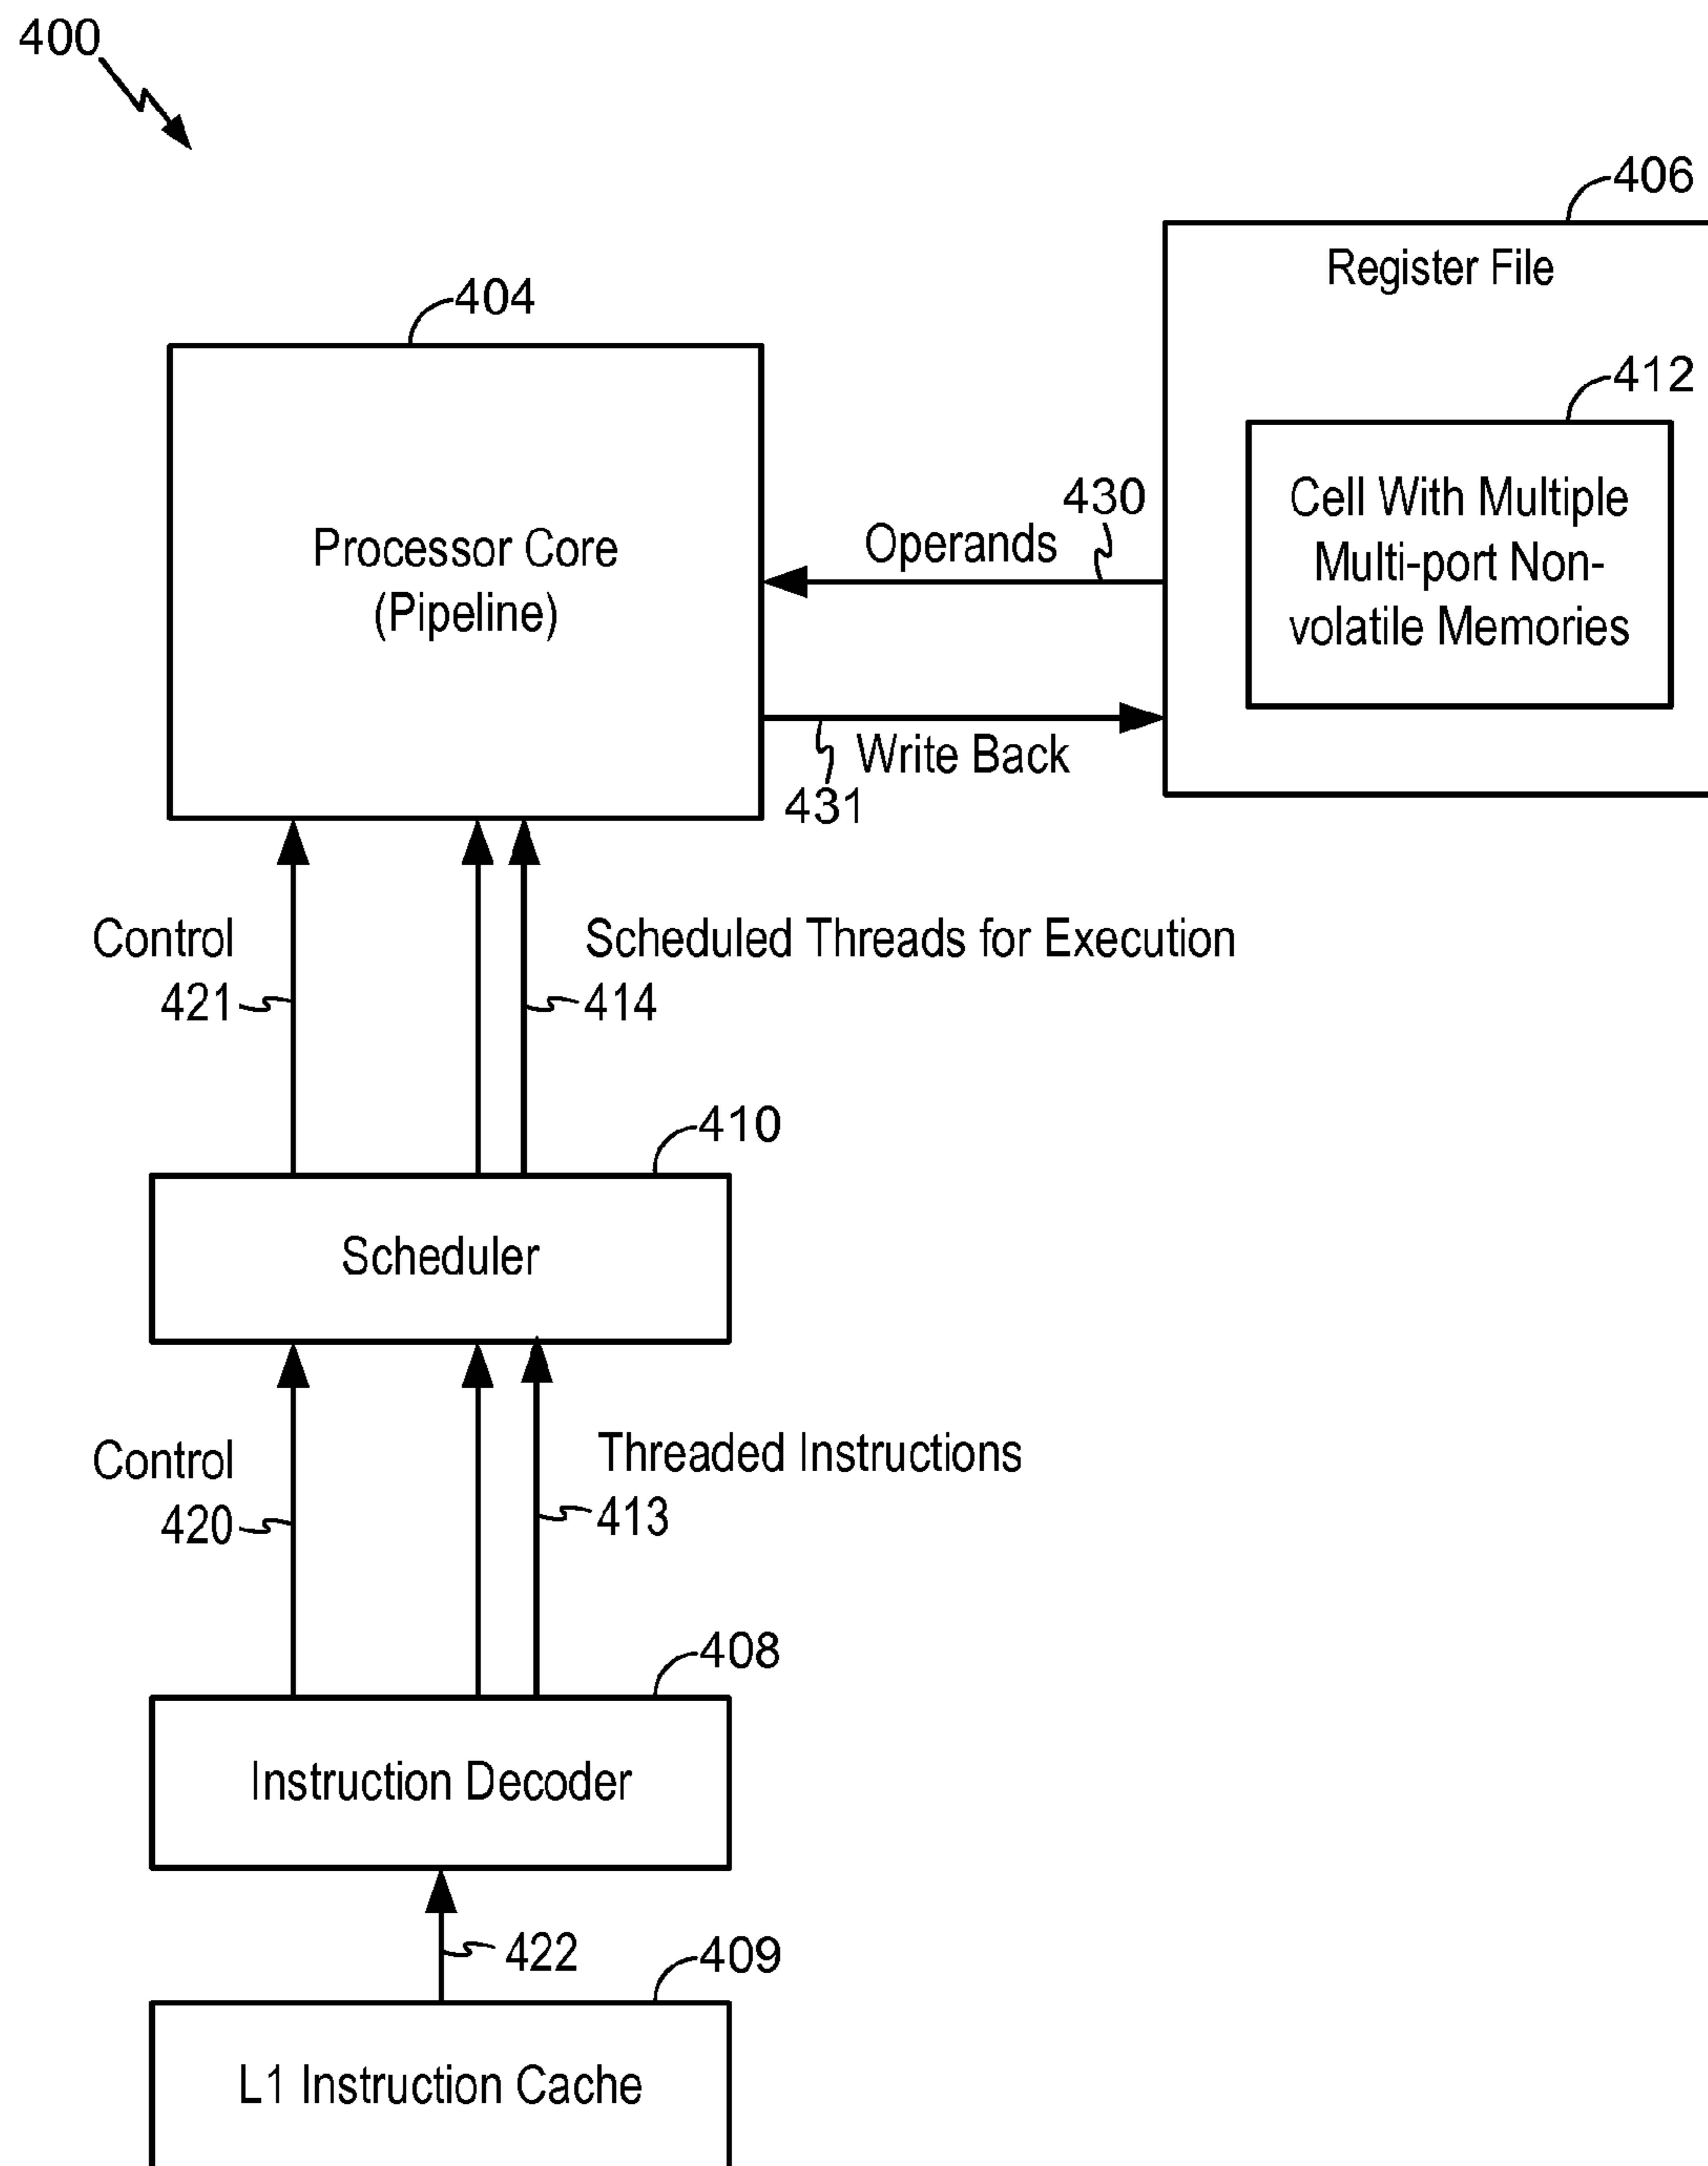 400
406
Register File
404
412
Cell With Multiple
Multi-port Non-
volatile Memories
430
Operands
Processor Core
(Pipeline)
Write Back
431
Control
421
Scheduled Threads for Execution
414
410
Scheduler
Control
420
Threaded Instructions
413
408
Instruction Decoder
422
409
L1 Instruction Cache